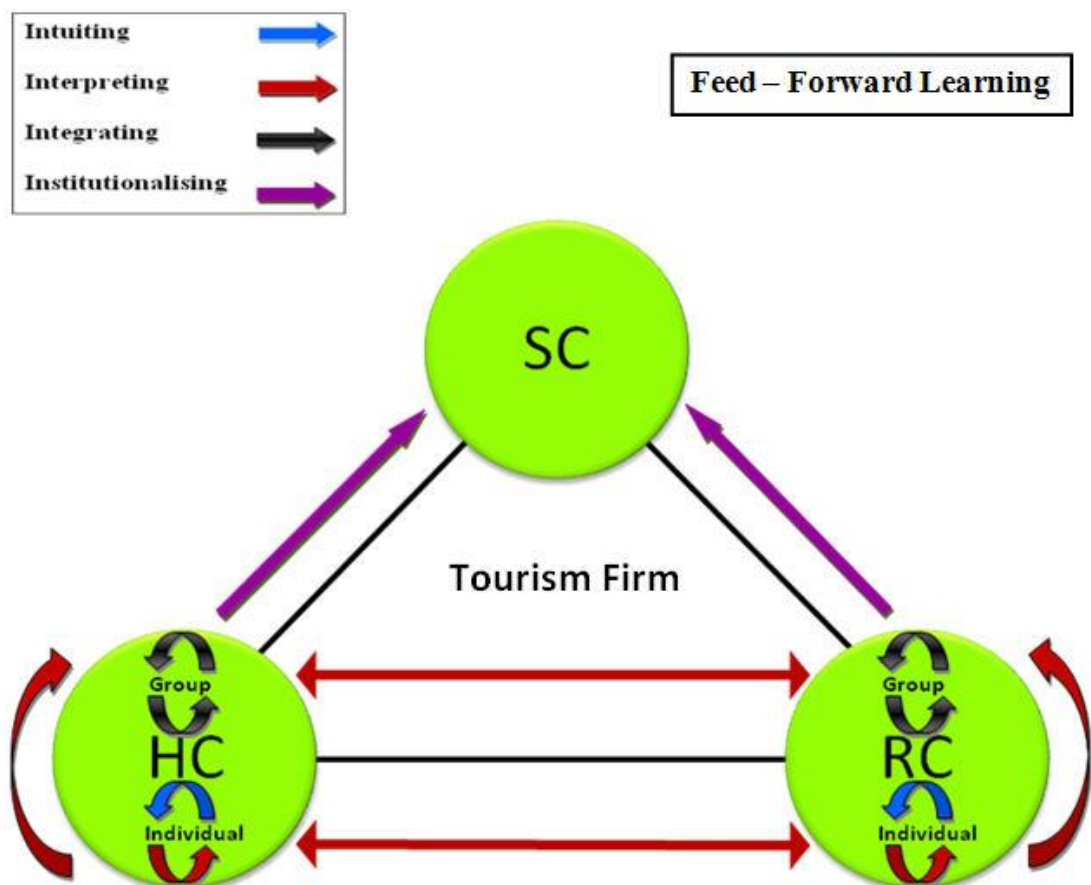 Intuiting
Interpreting
Integrating
Institutionalising
Feed – Forward Learning
SC
Tourism Firm
Group
HC
Individual
Group
RC
Individual